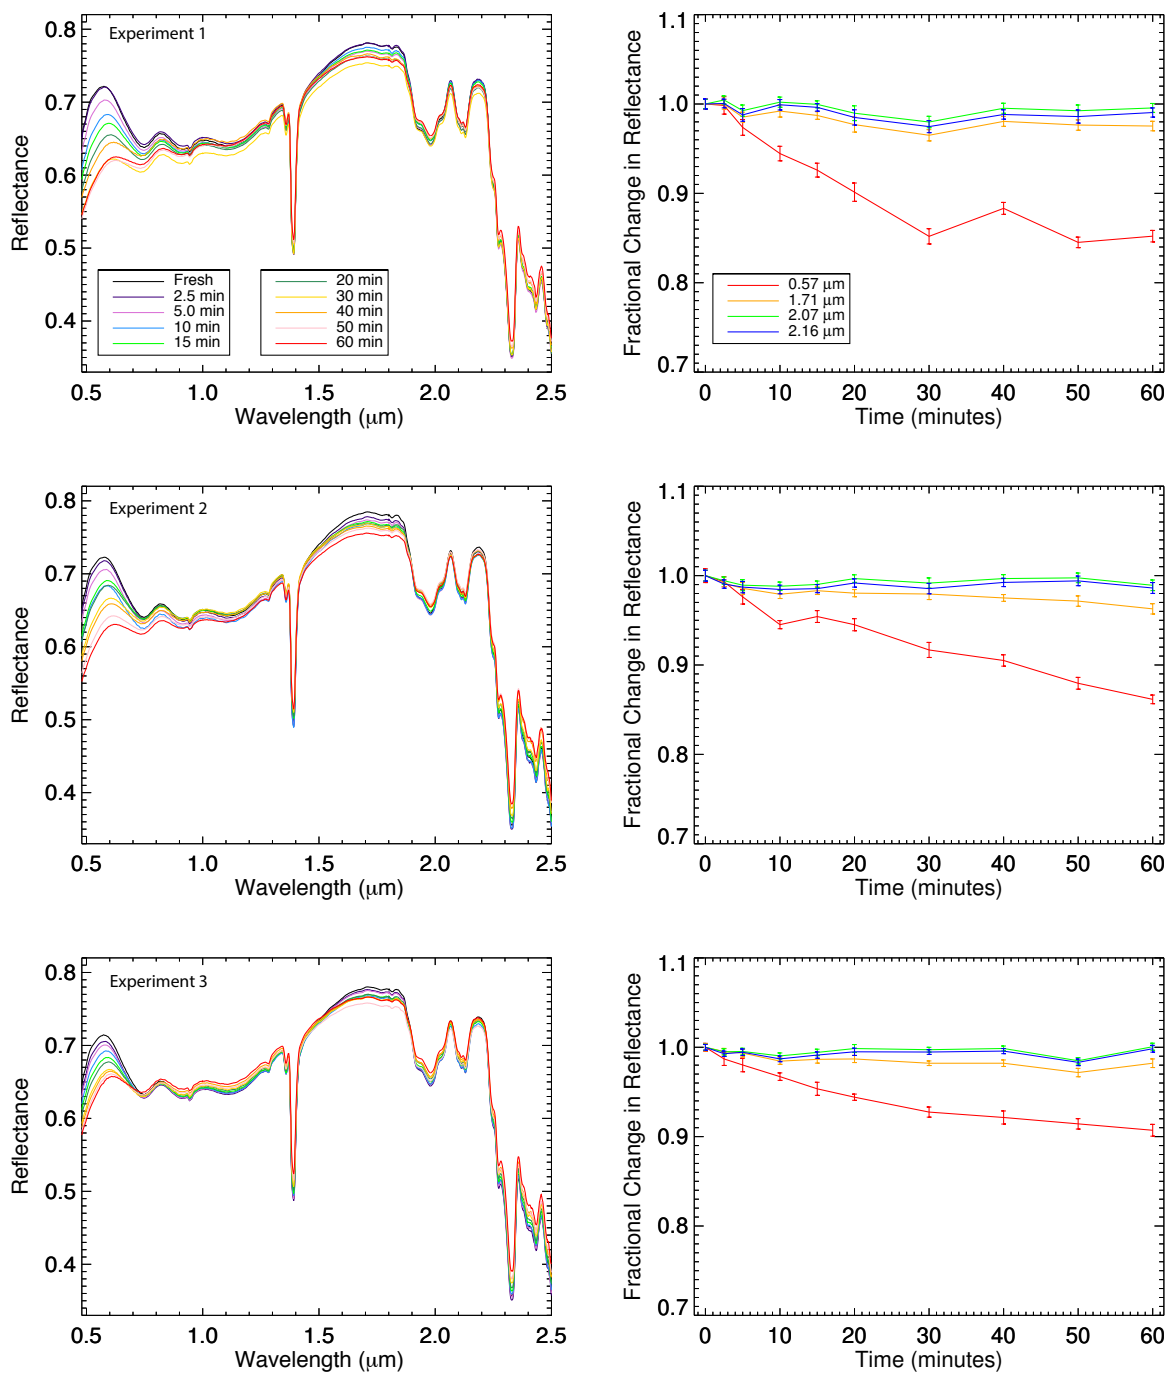 Experiment 1
0.8
0.7
0.6
0.5
0.4
Reflectance
Fresh
2.5 min
5.0 min
10 min
15 min
20 min
30 min
40 min
50 min
60 min
0.5 1.0 1.5 2.0 2.5
Wavelength (μm)
1.1
1.0
0.9
0.8
0.7
Fractional Change in Reflectance
0.57 μm
1.71 μm
2.07 μm
2.16 μm
0 10 20 30 40 50 60
Time (minutes)
Experiment 2
0.8
0.7
0.6
0.5
0.4
Reflectance
0.5 1.0 1.5 2.0 2.5
Wavelength (μm)
1.1
1.0
0.9
0.8
0.7
Fractional Change in Reflectance
0 10 20 30 40 50 60
Time (minutes)
Experiment 3
0.8
0.7
0.6
0.5
0.4
Reflectance
0.5 1.0 1.5 2.0 2.5
Wavelength (μm)
1.1
1.0
0.9
0.8
0.7
Fractional Change in Reflectance
0 10 20 30 40 50 60
Time (minutes)